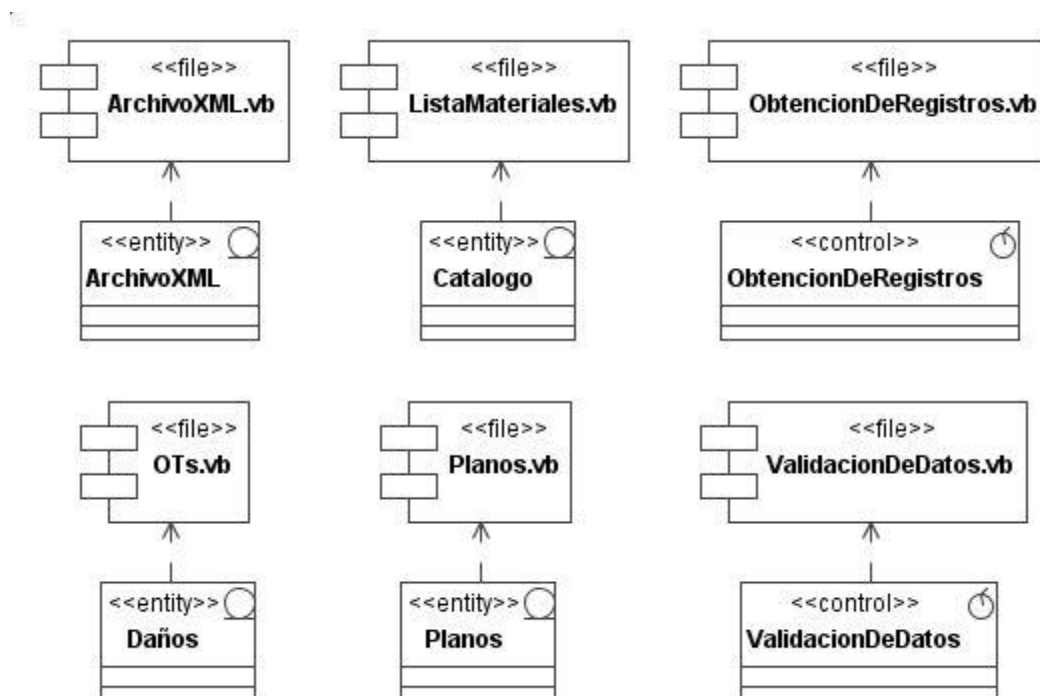 <<file>>
ArchivoXML.vb
<<file>>
ListaMateriales.vb
<<file>>
ObtencionDeRegistros.vb
<<entity>>
ArchivoXML
<<entity>>
Catalogo
<<control>>
ObtencionDeRegistros
<<file>>
OTs.vb
<<file>>
Planos.vb
<<file>>
ValidacionDeDatos.vb
<<entity>>
Daños
<<entity>>
Planos
<<control>>
ValidacionDeDatos